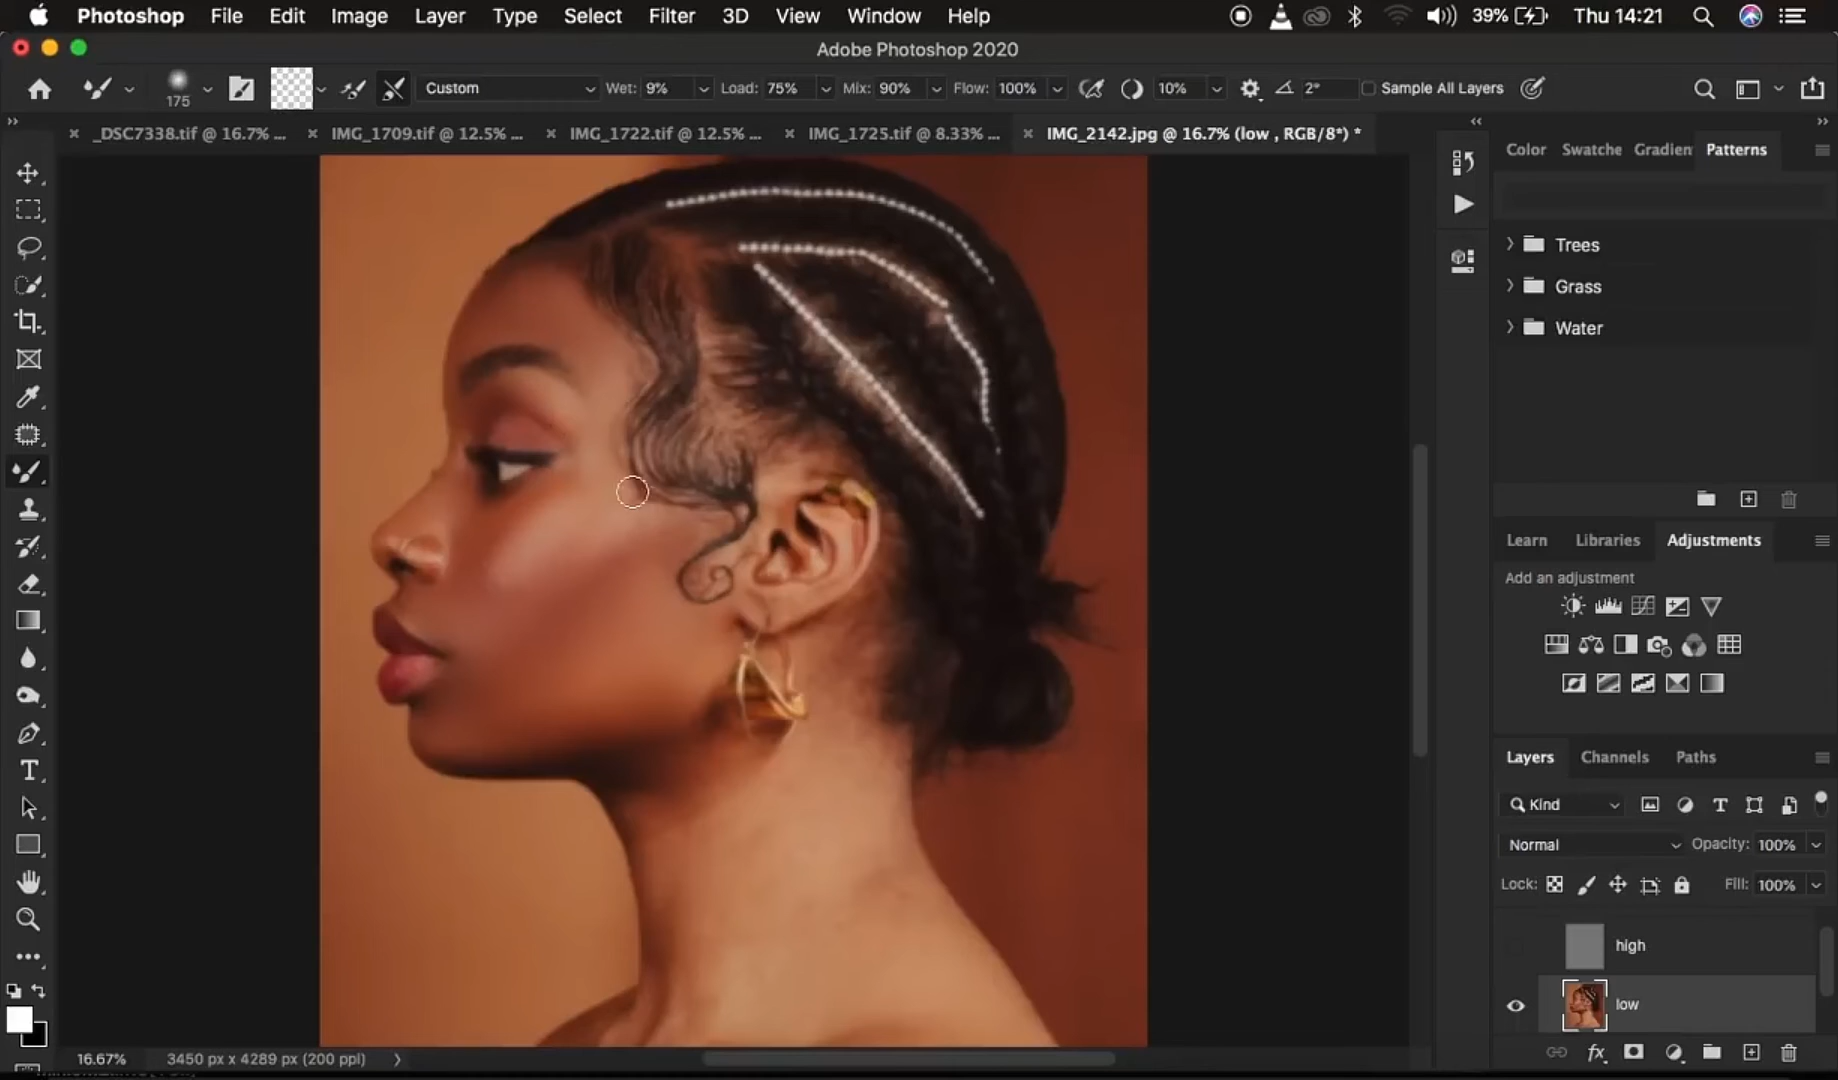 Photoshop File Edit Image Layer Type Select Filter 3D View Window Help 39% Thu 14:21
Adobe Photoshop 2020
175 Custom Wet: 9% Load: 75% Mix: 90% Flow: 100% 10% 2° Sample All Layers
_DSC7338.tif @ 16.7% ... IMG_1709.tif @ 12.5% ... IMG_1722.tif @ 12.5% ... IMG_1725.tif @ 8.33% ... IMG_2142.jpg @ 16.7% (low , RGB/8*) *
Color Swatche Gradien Patterns
Trees
Grass
Water
Learn Libraries Adjustments
Add an adjustment
Layers Channels Paths
Kind
Normal Opacity: 100%
Lock: Fill: 100%
high
low
16.67% 3450 px x 4289 px (200 ppl)